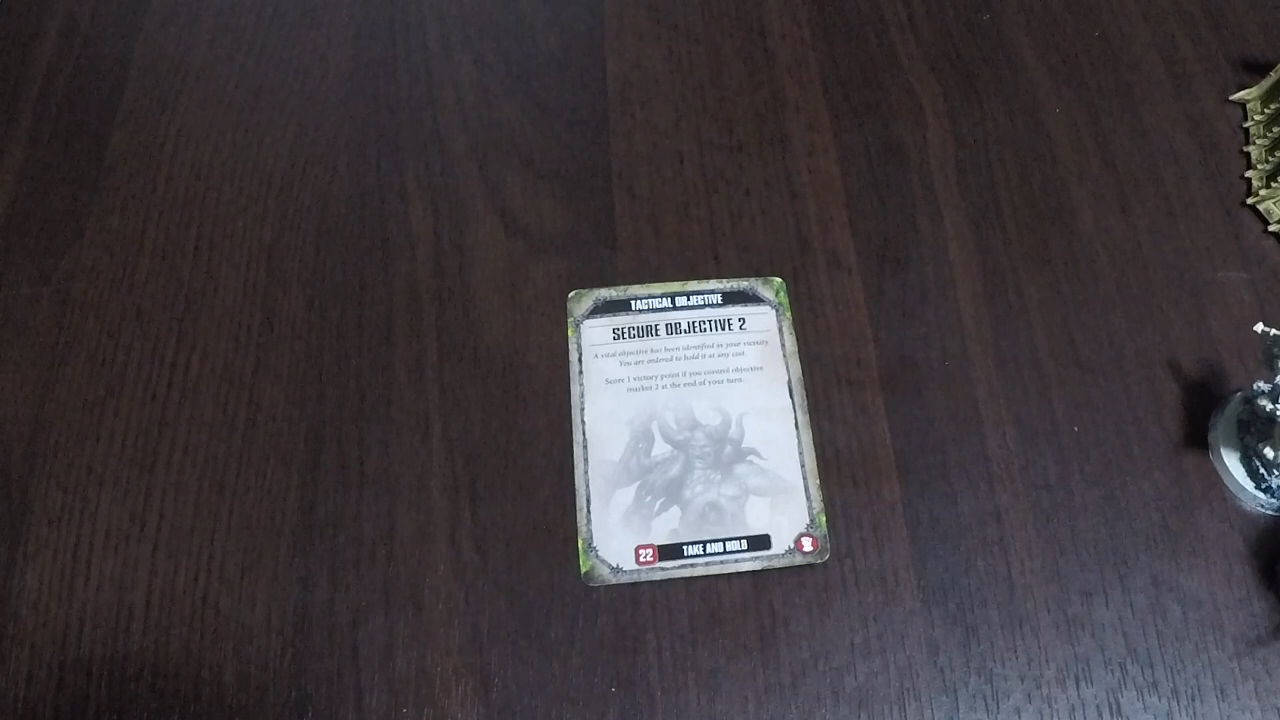 TACTICAL OBJECTIVE
SECURE OBJECTIVE 2
A vital objective has been identified in your vicinity.
You are ordered to hold it at any cost.
Score 1 victory point if you control objective
marker 2 at the end of your turn.
22 TAKE AND HOLD